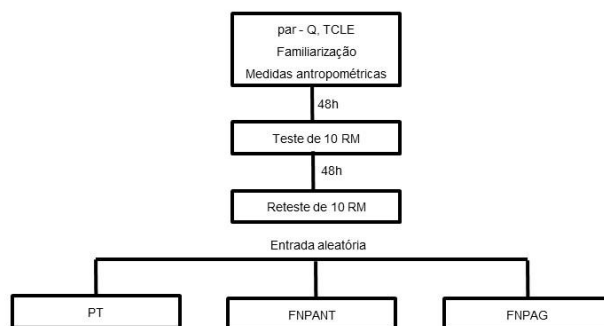 par - Q, TCLE
Familiarização
Medidas antropométricas
48h
Teste de 10 RM
48h
Reteste de 10 RM
Entrada aleatória
PT
FNPANT
FNPAG